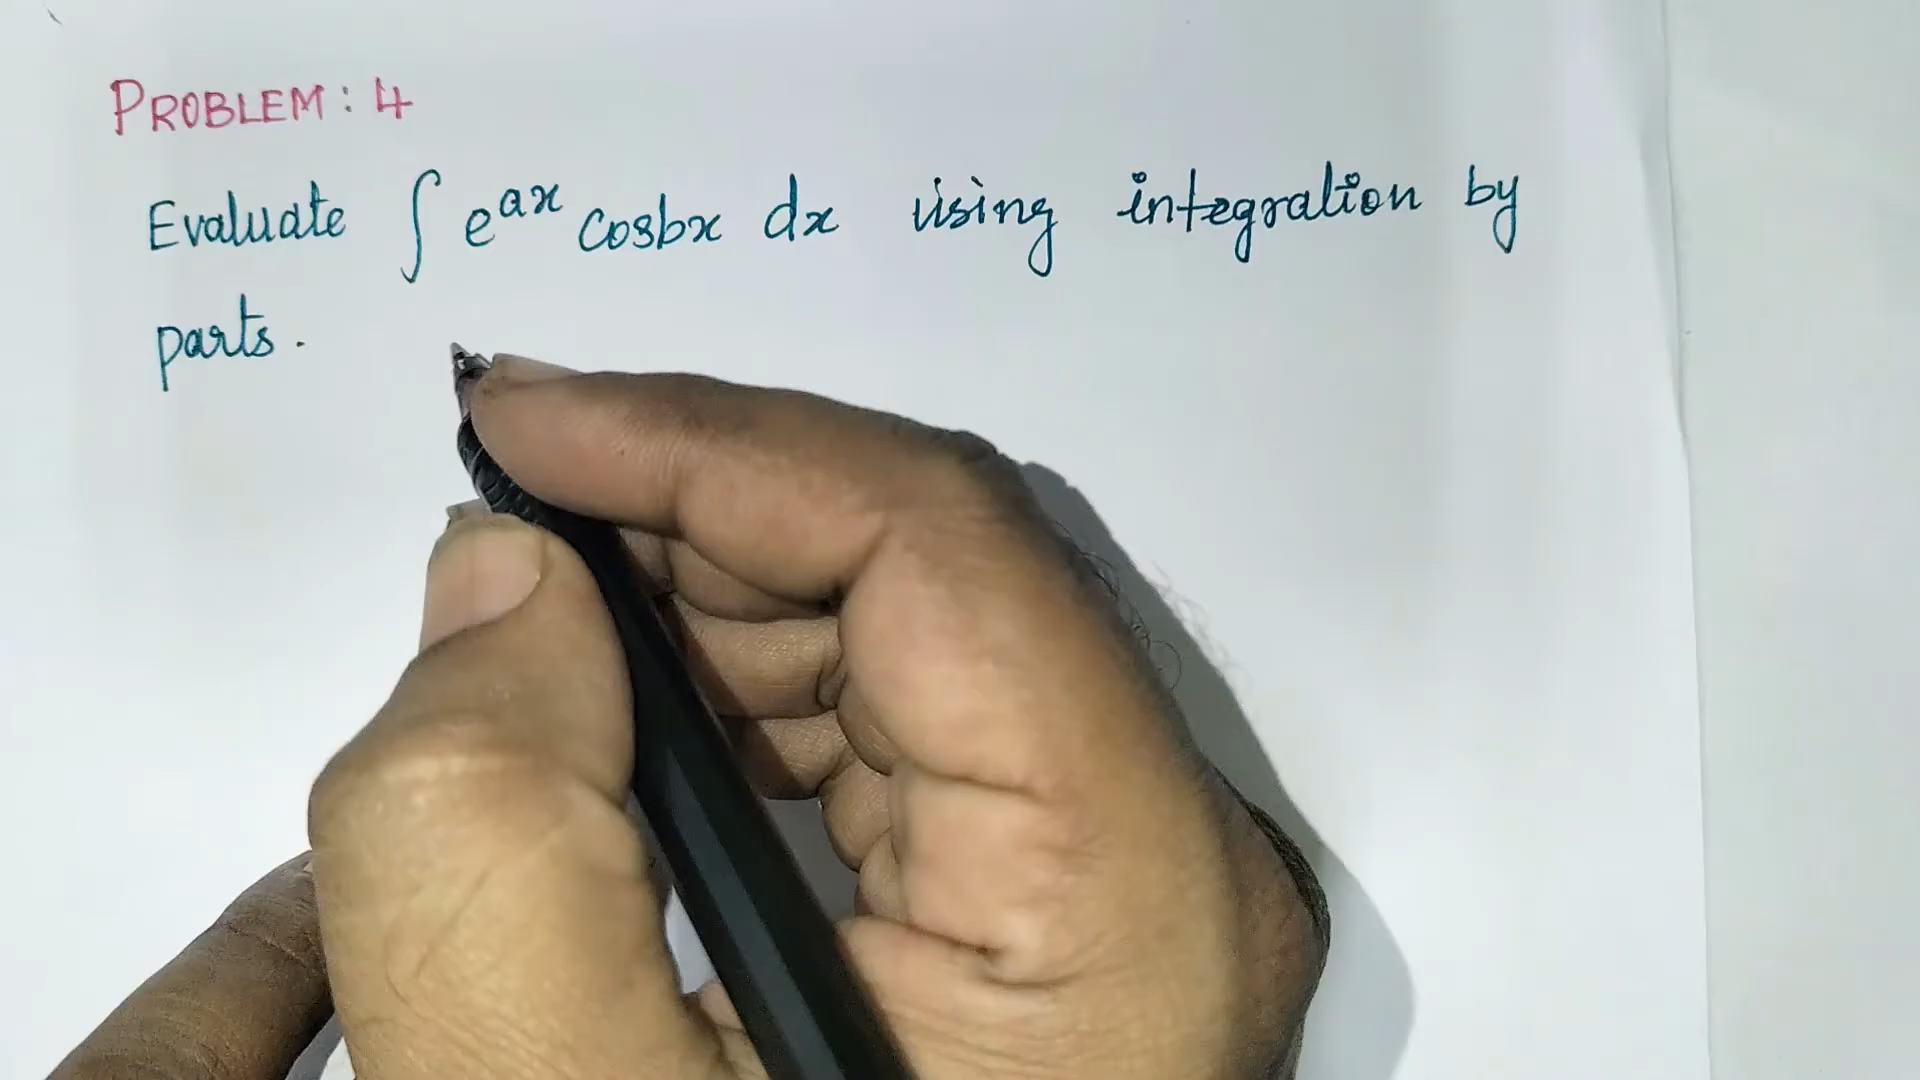 PROBLEM: 4
Evaluate ∫ e^{ax} cosbx dx using integration by
parts.